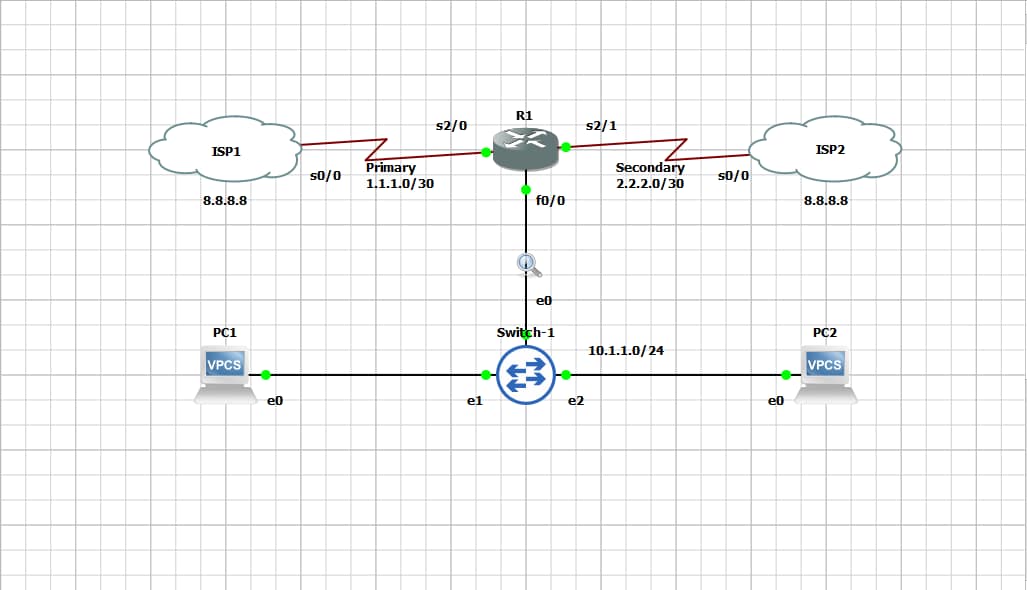 R1
s2/0
s2/1
ISP1
ISP2
Primary
1.1.1.0/30
Secondary
2.2.2.0/30
s0/0
s0/0
8.8.8.8
8.8.8.8
f0/0
e0
PC1
Switch-1
PC2
10.1.1.0/24
VPCS
VPCS
e0
e1
e2
e0